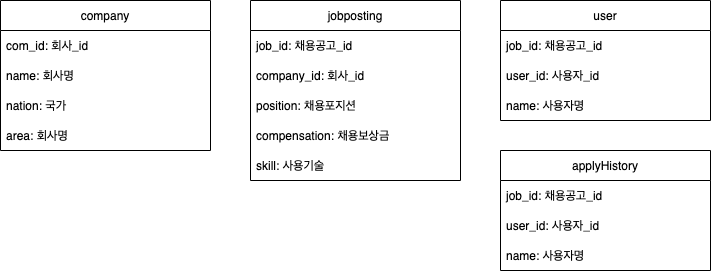 company
com_id: 회사_id
name: 회사명
nation: 국가
area: 회사명
jobposting
job_id: 채용공고_id
company_id: 회사_id
position: 채용포지션
compensation: 채용보상금
skill: 사용기술
user
job_id: 채용공고_id
user_id: 사용자_id
name: 사용자명
applyHistory
job_id: 채용공고_id
user_id: 사용자_id
name: 사용자명